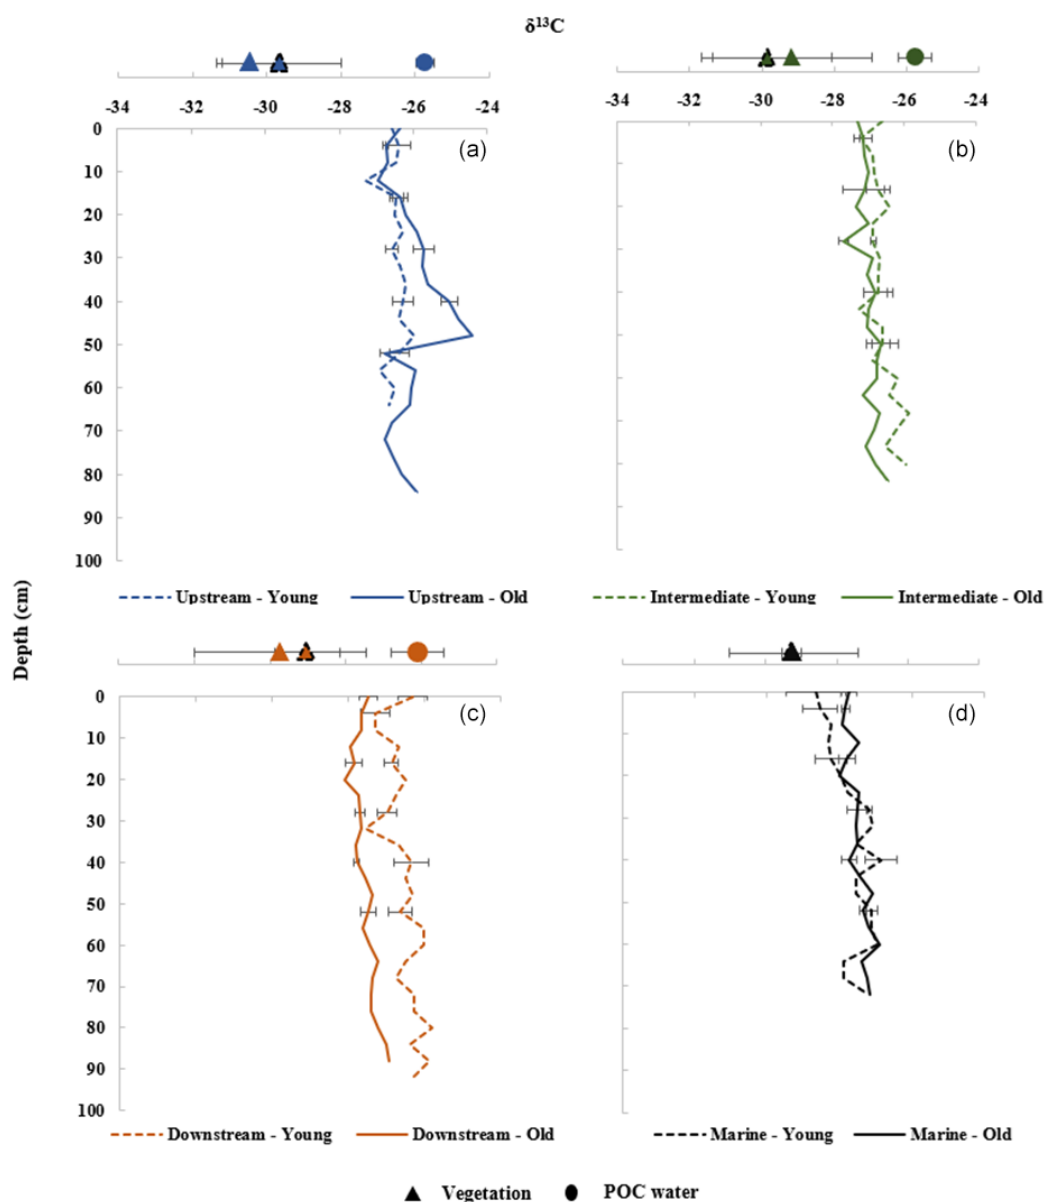 δ¹³C
-34 -32 -30 -28 -26 -24
-34 -32 -30 -28 -26 -24
0
(a)
(b)
10
20
30
40
50
60
70
80
90
100
Upstream - Young Upstream - Old
Intermediate - Young Intermediate - Old
Depth (cm)
0
(c)
(d)
10
20
30
40
50
60
70
80
90
100
Downstream - Young Downstream - Old
Marine - Young Marine - Old
Vegetation POC water